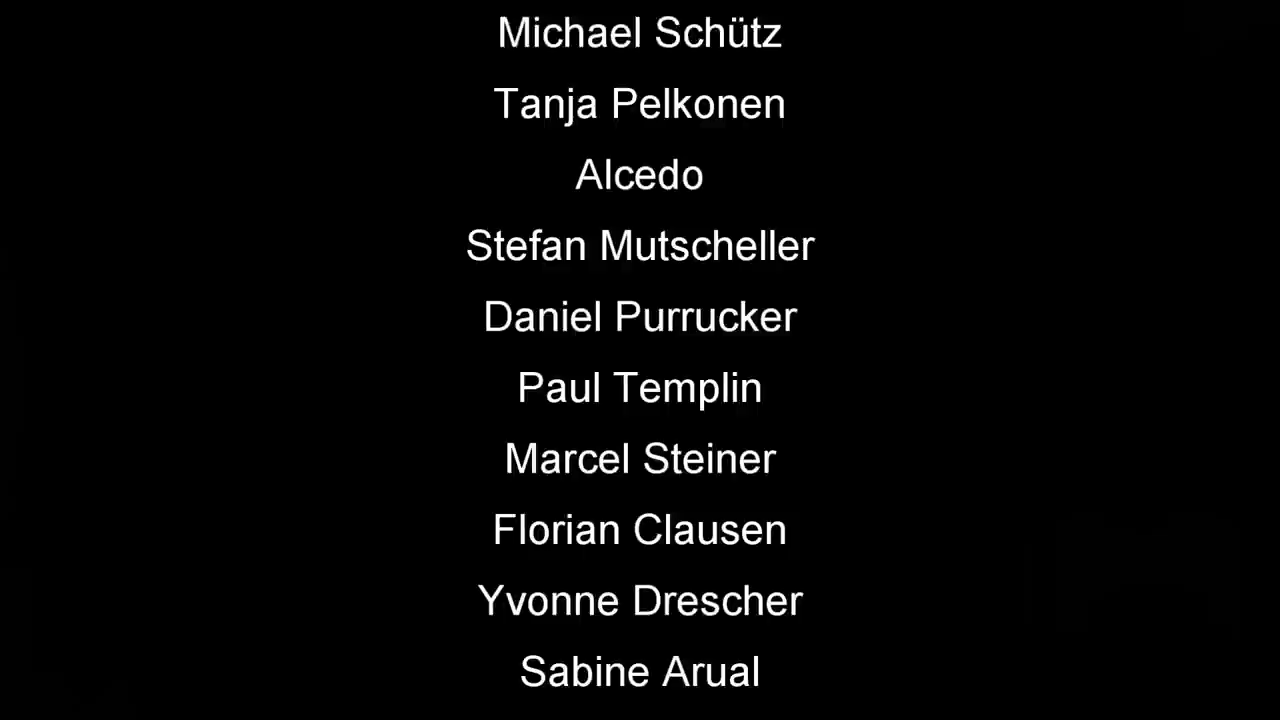 Michael Schütz
Tanja Pelkonen
Alcedo
Stefan Mutscheller
Daniel Purrucker
Paul Templin
Marcel Steiner
Florian Clausen
Yvonne Drescher
Sabine Arual